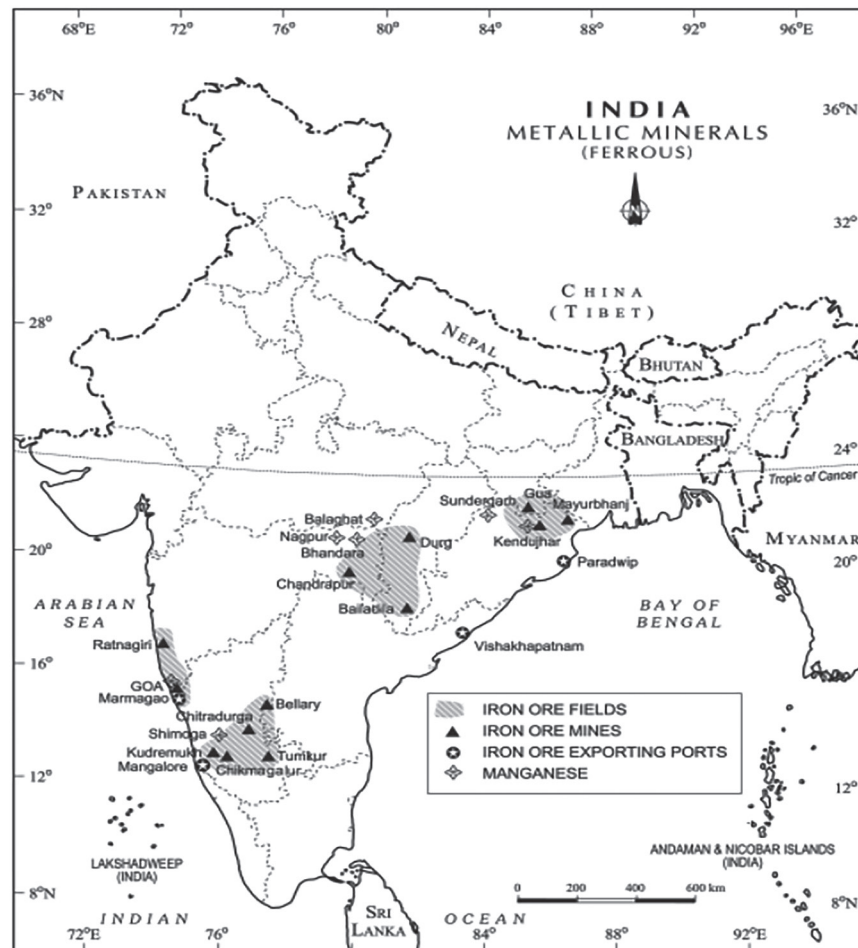 68°E 72° 76° 84° 88° 92° 96°E
36°N
36°N
INDIA
METALLIC MINERALS
(FERROUS)
N
PAKISTAN
32°
32°
CHINA
(TIBET)
28°
NEPAL
BHUTAN
BANGLADESH
24°
24°
Tropic of Cancer
Gua
Sundergarh
Mayurbhanj
Balaghat
Nagpur
Durg
Kendujhar
Bhandara
MYANMAR
20°
20°
Paradwip
Chandrapur
Bailadila
ARABIAN
SEA
BAY OF
BENGAL
Ratnagiri
Vishakhapatnam
16°
16°
GOA
Marmagao
Bellary
Chitradurga
Shimoga
Kudremukh
Tumkur
Mangalore
Chikmagalur
IRON ORE FIELDS
IRON ORE MINES
IRON ORE EXPORTING PORTS
MANGANESE
12°
12°
LAKSHADWEEP
(INDIA)
ANDAMAN & NICOBAR ISLANDS
(INDIA)
8°N
8°N
0 200 400 600 km
INDIAN OCEAN
SRI
LANKA
72°E 76° 84° 88° 92°E